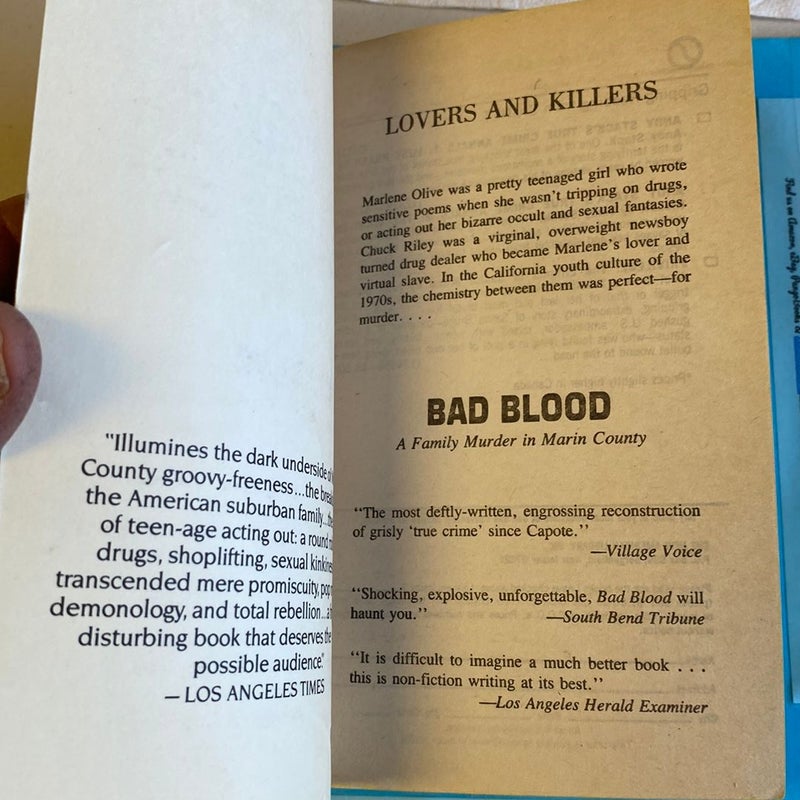 "Illumines the dark underside
County groovy-freeness...the
the American suburban family...
of teen-age acting out: a round
drugs, shoplifting, sexual
transcended mere promiscuity,
demonology, and total rebellion...
disturbing book that deserves the
possible audience."
— LOS ANGELES TIMES
LOVERS AND KILLERS
Marlene Olive was a pretty teenaged girl who wrote
sensitive poems when she wasn't tripping on drugs,
or acting out her bizarre occult and sexual fantasies.
Chuck Riley was a virginal, overweight newsboy
turned drug dealer who became Marlene's lover and
virtual slave. In the California youth culture of the
1970s, the chemistry between them was perfect—for
murder. . . .
BAD BLOOD
A Family Murder in Marin County
"The most deftly-written, engrossing reconstruction
of grisly 'true crime' since Capote."
—Village Voice
"Shocking, explosive, unforgettable, Bad Blood will
haunt you." —South Bend Tribune
"It is difficult to imagine a much better book . . .
this is non-fiction writing at its best."
—Los Angeles Herald Examiner
Find us on Amazon,